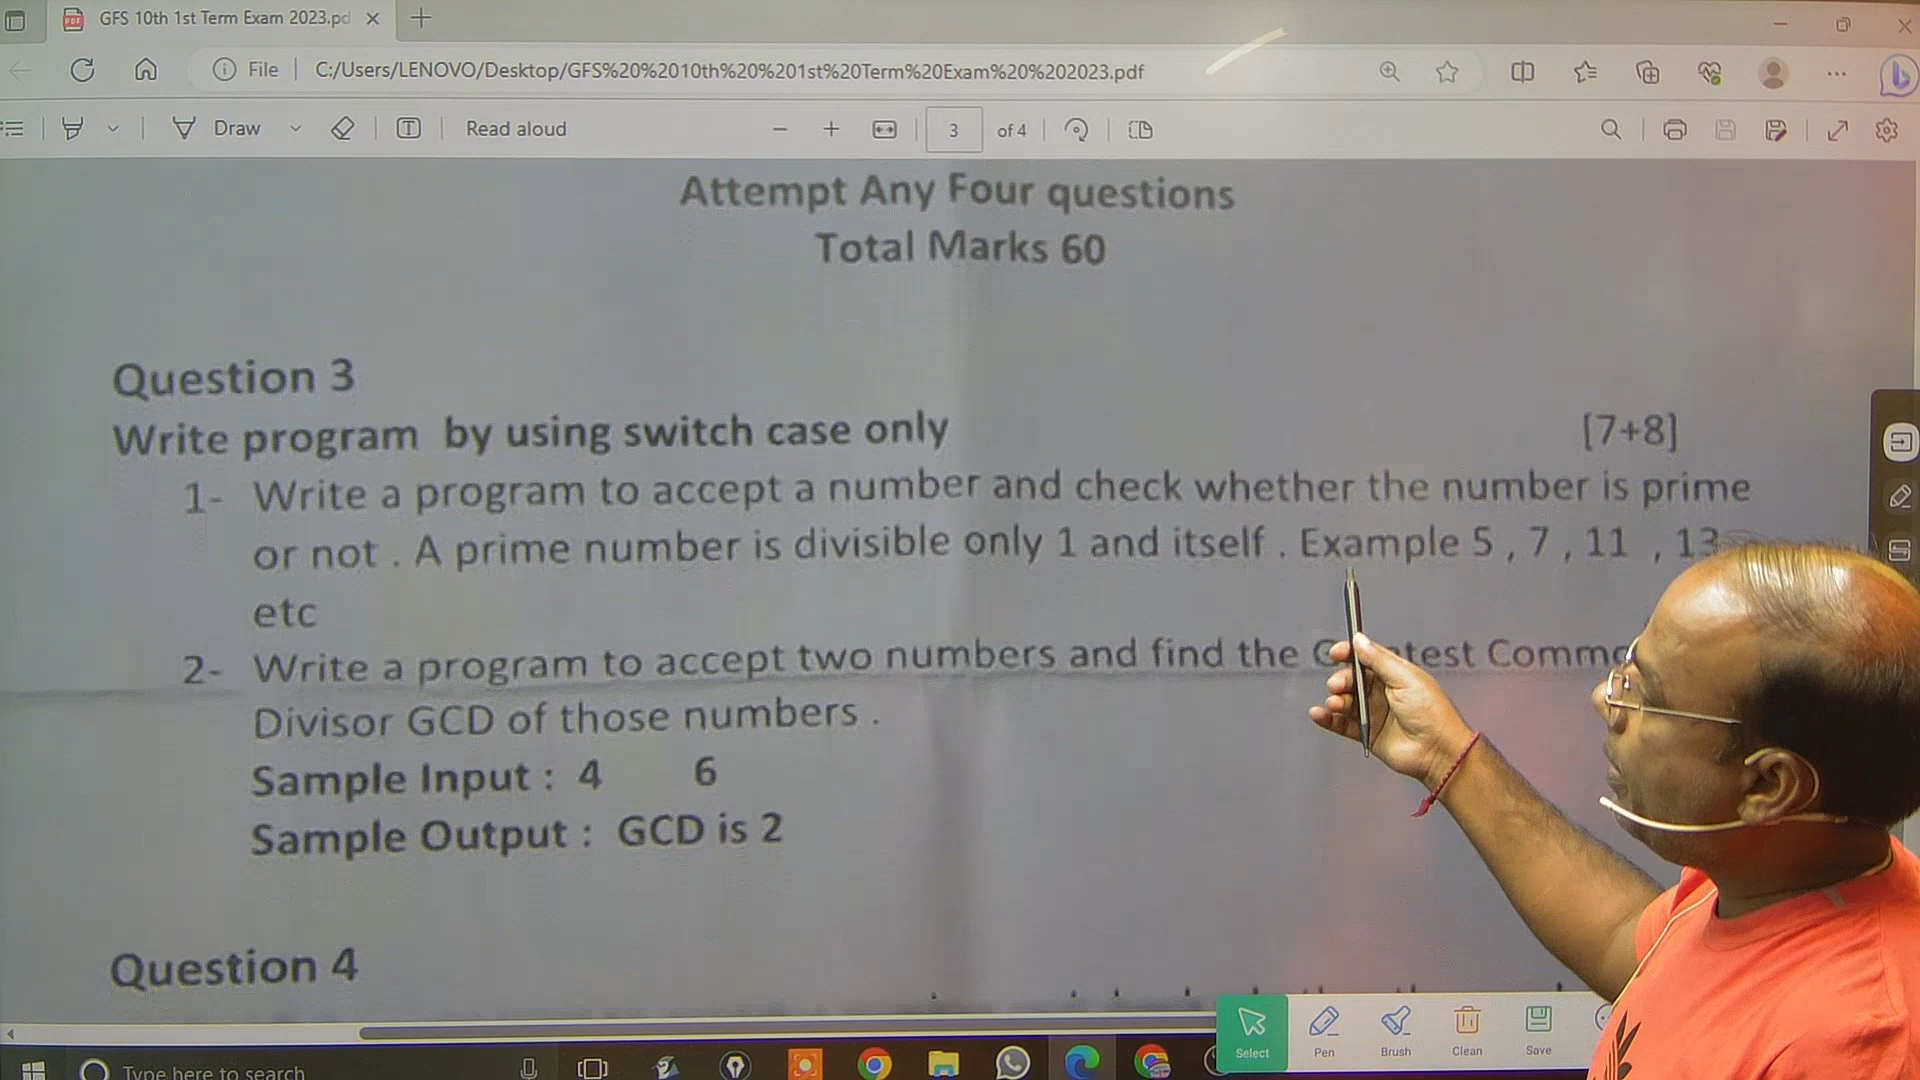 GFS 10th 1st Term Exam 2023.pd
File
C:/Users/LENOVO/Desktop/GFS%20%2010th%20%201st%20Term%20Exam%20%202023.pdf
Draw
Read aloud
3
of 4
Attempt Any Four questions
Total Marks 60
Question 3
Write program by using switch case only
[7+8]
1- Write a program to accept a number and check whether the number is prime
or not . A prime number is divisible only 1 and itself . Example 5 , 7 , 11 , 13
etc
2- Write a program to accept two numbers and find the
Divisor GCD of those numbers .
Sample Input : 4 6
Sample Output : GCD is 2
Question 4
Select
Pen
Brush
Clean
Save
Type here to search